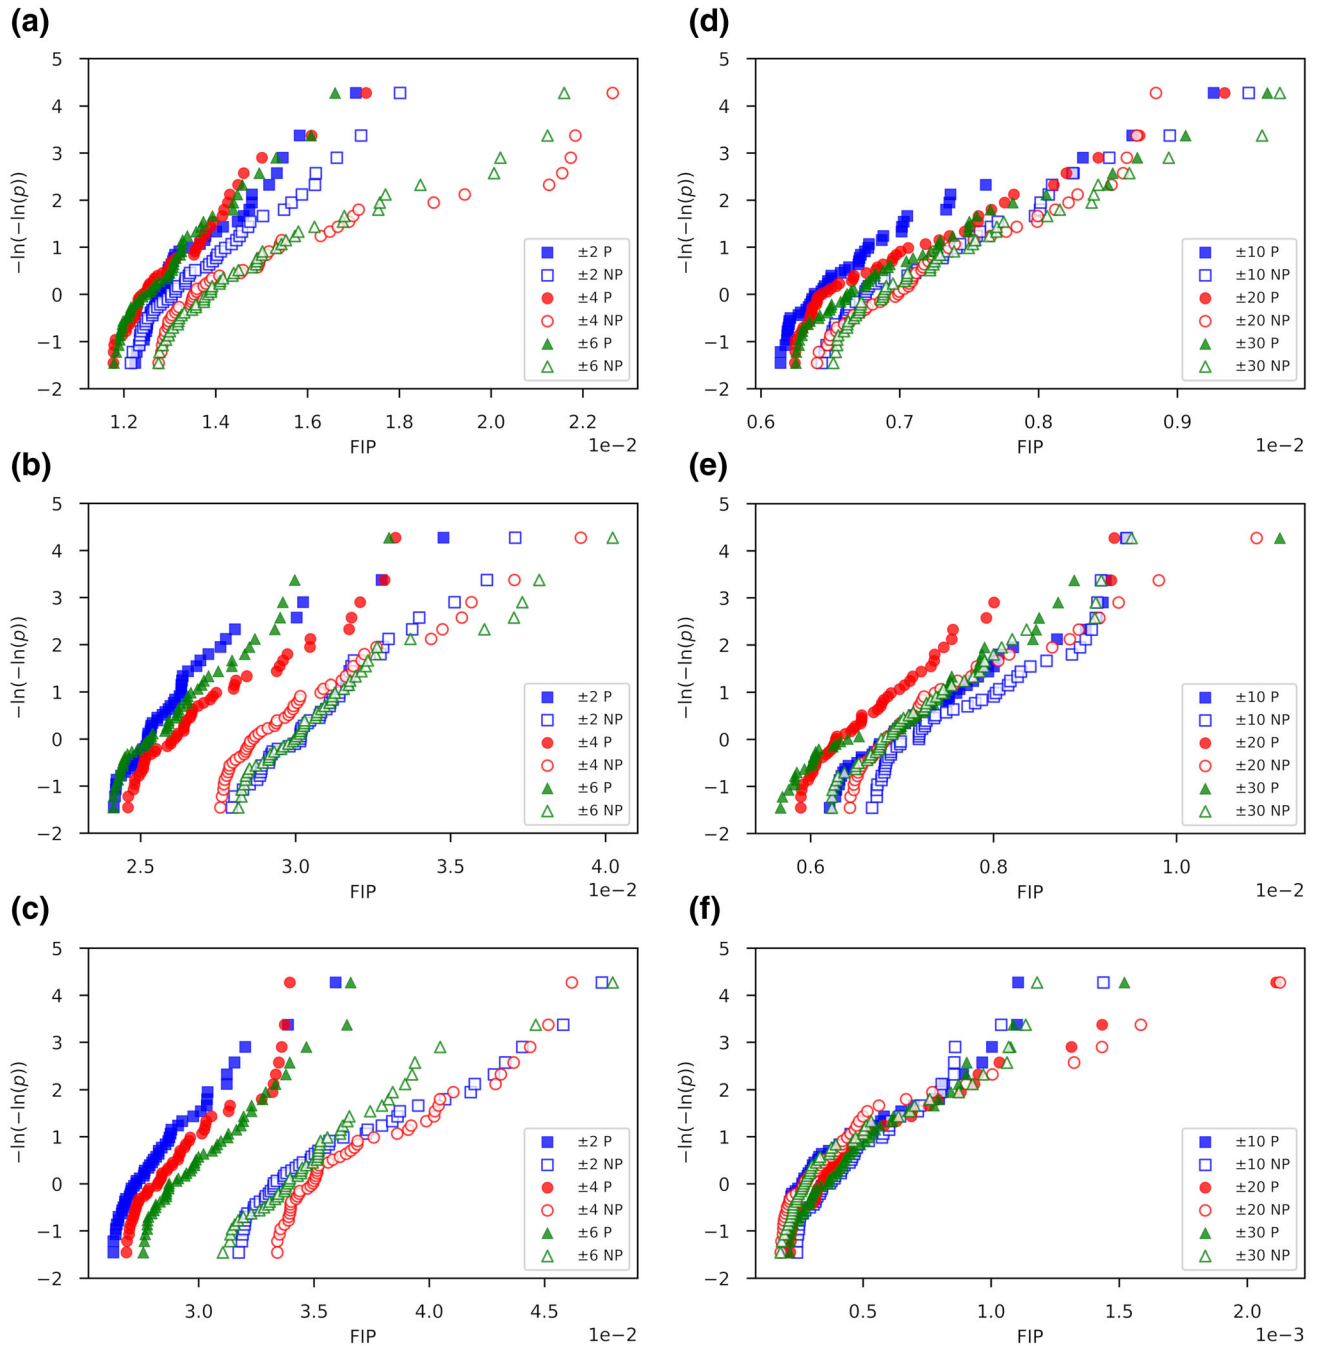 (a)
5
4
3
2
1
0
−1
−2
−ln(−ln(p))
1.2 1.4 1.6 1.8 2.0 2.2
1e−2
FIP
±2 P
±2 NP
±4 P
±4 NP
±6 P
±6 NP
(d)
5
4
3
2
1
0
−1
−2
−ln(−ln(p))
0.6 0.7 0.8 0.9
1e−2
FIP
±10 P
±10 NP
±20 P
±20 NP
±30 P
±30 NP
(b)
5
4
3
2
1
0
−1
−2
−ln(−ln(p))
2.5 3.0 3.5 4.0
1e−2
FIP
±2 P
±2 NP
±4 P
±4 NP
±6 P
±6 NP
(e)
5
4
3
2
1
0
−1
−2
−ln(−ln(p))
0.6 0.8 1.0
1e−2
FIP
±10 P
±10 NP
±20 P
±20 NP
±30 P
±30 NP
(c)
5
4
3
2
1
0
−1
−2
−ln(−ln(p))
3.0 3.5 4.0 4.5
1e−2
FIP
±2 P
±2 NP
±4 P
±4 NP
±6 P
±6 NP
(f)
5
4
3
2
1
0
−1
−2
−ln(−ln(p))
0.5 1.0 1.5 2.0
1e−3
FIP
±10 P
±10 NP
±20 P
±20 NP
±30 P
±30 NP